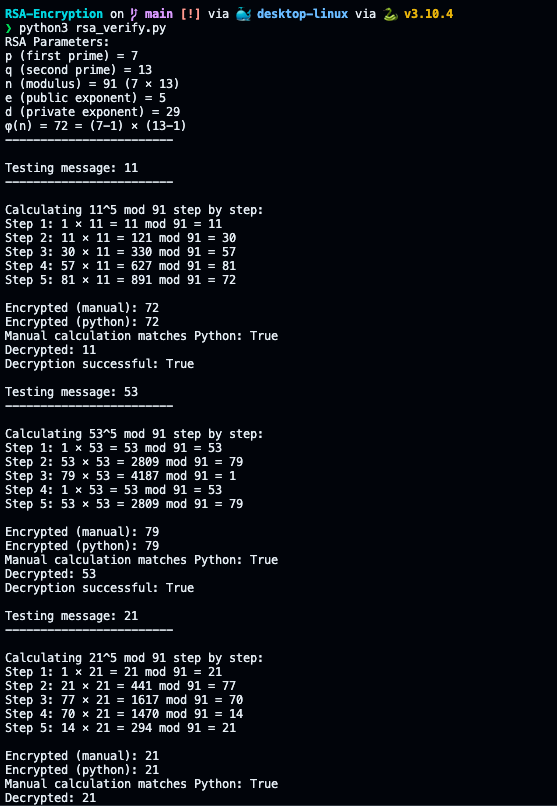 RSA-Encryption on main [!] via desktop-linux via v3.10.4
❯ python3 rsa_verify.py
RSA Parameters:
p (first prime) = 7
q (second prime) = 13
n (modulus) = 91 (7 × 13)
e (public exponent) = 5
d (private exponent) = 29
φ(n) = 72 = (7-1) × (13-1)
------------------------
Testing message: 11
------------------------
Calculating 11^5 mod 91 step by step:
Step 1: 1 × 11 = 11 mod 91 = 11
Step 2: 11 × 11 = 121 mod 91 = 30
Step 3: 30 × 11 = 330 mod 91 = 57
Step 4: 57 × 11 = 627 mod 91 = 81
Step 5: 81 × 11 = 891 mod 91 = 72
Encrypted (manual): 72
Encrypted (python): 72
Manual calculation matches Python: True
Decrypted: 11
Decryption successful: True
Testing message: 53
------------------------
Calculating 53^5 mod 91 step by step:
Step 1: 1 × 53 = 53 mod 91 = 53
Step 2: 53 × 53 = 2809 mod 91 = 79
Step 3: 79 × 53 = 4187 mod 91 = 1
Step 4: 1 × 53 = 53 mod 91 = 53
Step 5: 53 × 53 = 2809 mod 91 = 79
Encrypted (manual): 79
Encrypted (python): 79
Manual calculation matches Python: True
Decrypted: 53
Decryption successful: True
Testing message: 21
------------------------
Calculating 21^5 mod 91 step by step:
Step 1: 1 × 21 = 21 mod 91 = 21
Step 2: 21 × 21 = 441 mod 91 = 77
Step 3: 77 × 21 = 1617 mod 91 = 70
Step 4: 70 × 21 = 1470 mod 91 = 14
Step 5: 14 × 21 = 294 mod 91 = 21
Encrypted (manual): 21
Encrypted (python): 21
Manual calculation matches Python: True
Decrypted: 21